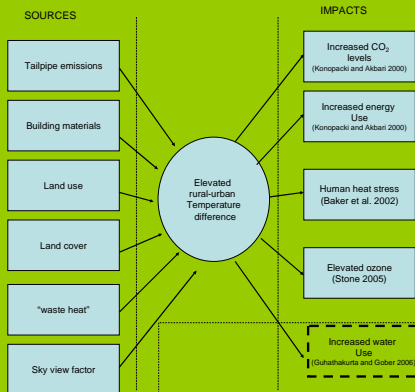 SOURCES
Tailpipe emissions
Building materials
Land use
Land cover
"waste heat"
Sky view factor
Elevated
rural-urban
Temperature
difference
IMPACTS
Increased CO₂
levels
(Konopacki and Akbari 2000)
Increased energy
Use
(Konopacki and Akbari 2000)
Human heat stress
(Baker et al. 2002)
Elevated ozone
(Stone 2005)
Increased water
Use
(Guhathakurta and Gober 2006)